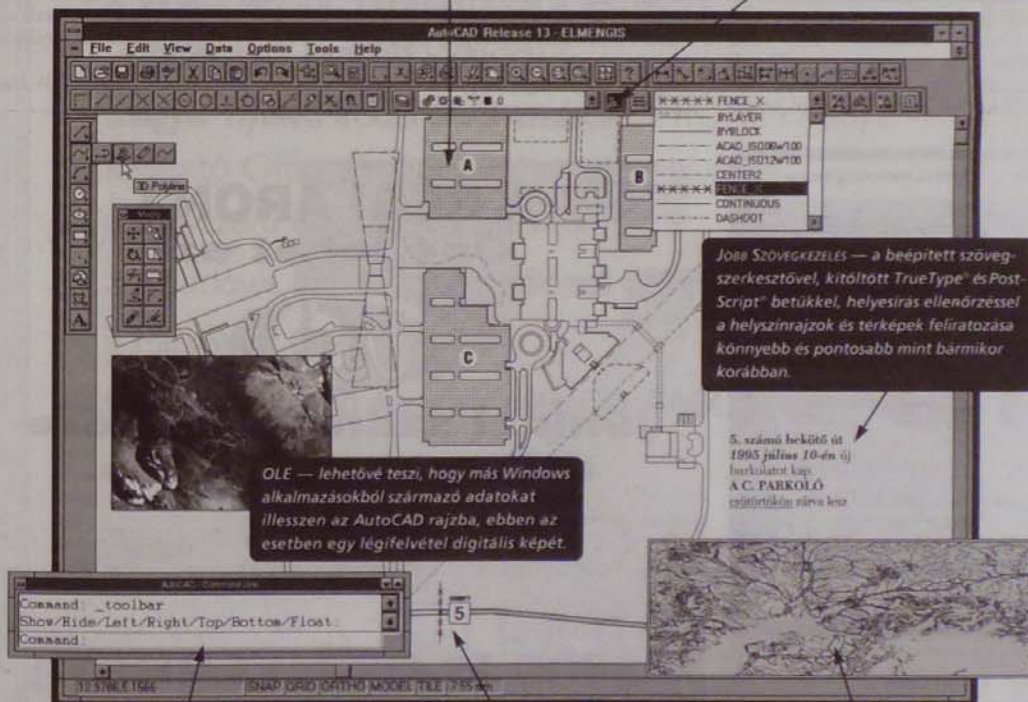 AutoCAD Release 13 - ELMENGIS
File Edit View Data Options Tools Help
0
FENCE_X
BYLAYER
BYBLOCK
ACAD_ISO08W100
ACAD_ISO12W100
CENTER2
FENCE_X
CONTINUOUS
DASHDOT
3D Polyline
Modify
A
B
C
JOBB SZÖVEGKEZELÉS — a beépített szöveg-
szerkesztővel, kitöltött TrueType® és Post-
Script® betűkkel, helyesírás ellenőrzéssel
a helyszínrajzok és térképek feliratozása
könnyebb és pontosabb mint bármikor
korábban.
5. számú bekötő út
1995 július 10-én új
burkolatot kap.
A C. PARKOLÓ
csütörtökön zárva lesz
OLE — lehetővé teszi, hogy más Windows
alkalmazásokból származó adatokat
illesszen az AutoCAD rajzba, ebben az
esetben egy légifelvétel digitális képét.
AutoCAD - Command Line
Command: _toolbar
Show/Hide/Left/Right/Top/Bottom/Float:
Command:
5
SNAP GRID ORTHO MODEL TILE